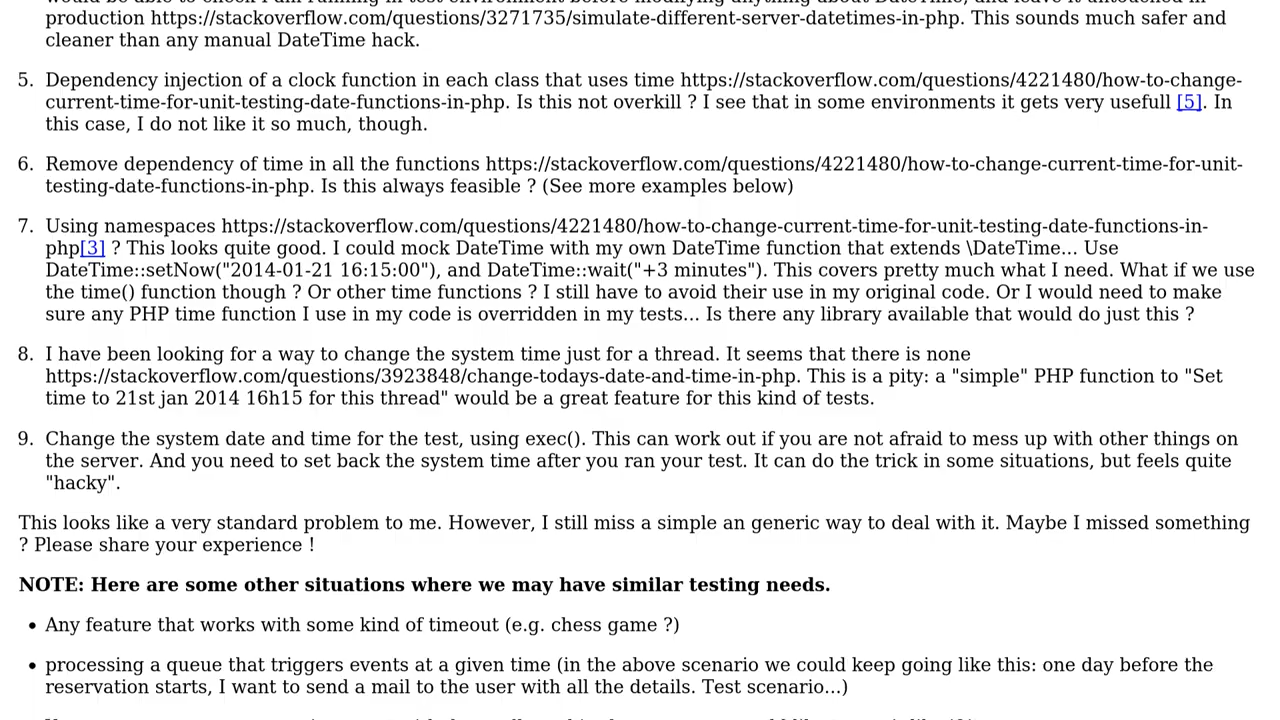 production https://stackoverflow.com/questions/3271735/simulate-different-server-datetimes-in-php. This sounds much safer and
cleaner than any manual DateTime hack.
5. Dependency injection of a clock function in each class that uses time https://stackoverflow.com/questions/4221480/how-to-change-
current-time-for-unit-testing-date-functions-in-php. Is this not overkill ? I see that in some environments it gets very usefull [5]. In
this case, I do not like it so much, though.
6. Remove dependency of time in all the functions https://stackoverflow.com/questions/4221480/how-to-change-current-time-for-unit-
testing-date-functions-in-php. Is this always feasible ? (See more examples below)
7. Using namespaces https://stackoverflow.com/questions/4221480/how-to-change-current-time-for-unit-testing-date-functions-in-
php[3] ? This looks quite good. I could mock DateTine with my own DateTime function that extends \DateTime... Use
DateTime::setNow("2014-01-21 16:15:00"), and DateTime::wait("+3 minutes"). This covers pretty much what I need. What if we use
the time() function though ? Or other time functions ? I still have to avoid their use in my original code. Or I would need to make
sure any PHP time function I use in my code is overridden in my tests... Is there any library available that would do just this ?
8. I have been looking for a way to change the system time just for a thread. It seems that there is none
https://stackoverflow.com/questions/3923848/change-todays-date-and-time-in-php. This is a pity: a "simple" PHP function to "Set
time to 21st jan 2014 16h15 for this thread" would be a great feature for this kind of tests.
9. Change the system date and time for the test, using exec(). This can work out if you are not afraid to mess up with other things on
the server. And you need to set back the system time after you ran your test. It can do the trick in some situations, but feels quite
"hacky".
This looks like a very standard problem to me. However, I still miss a simple an generic way to deal with it. Maybe I missed something
? Please share your experience !
NOTE: Here are some other situations where we may have similar testing needs.
• Any feature that works with some kind of timeout (e.g. chess game ?)
• processing a queue that triggers events at a given time (in the above scenario we could keep going like this: one day before the
reservation starts, I want to send a mail to the user with all the details. Test scenario...)